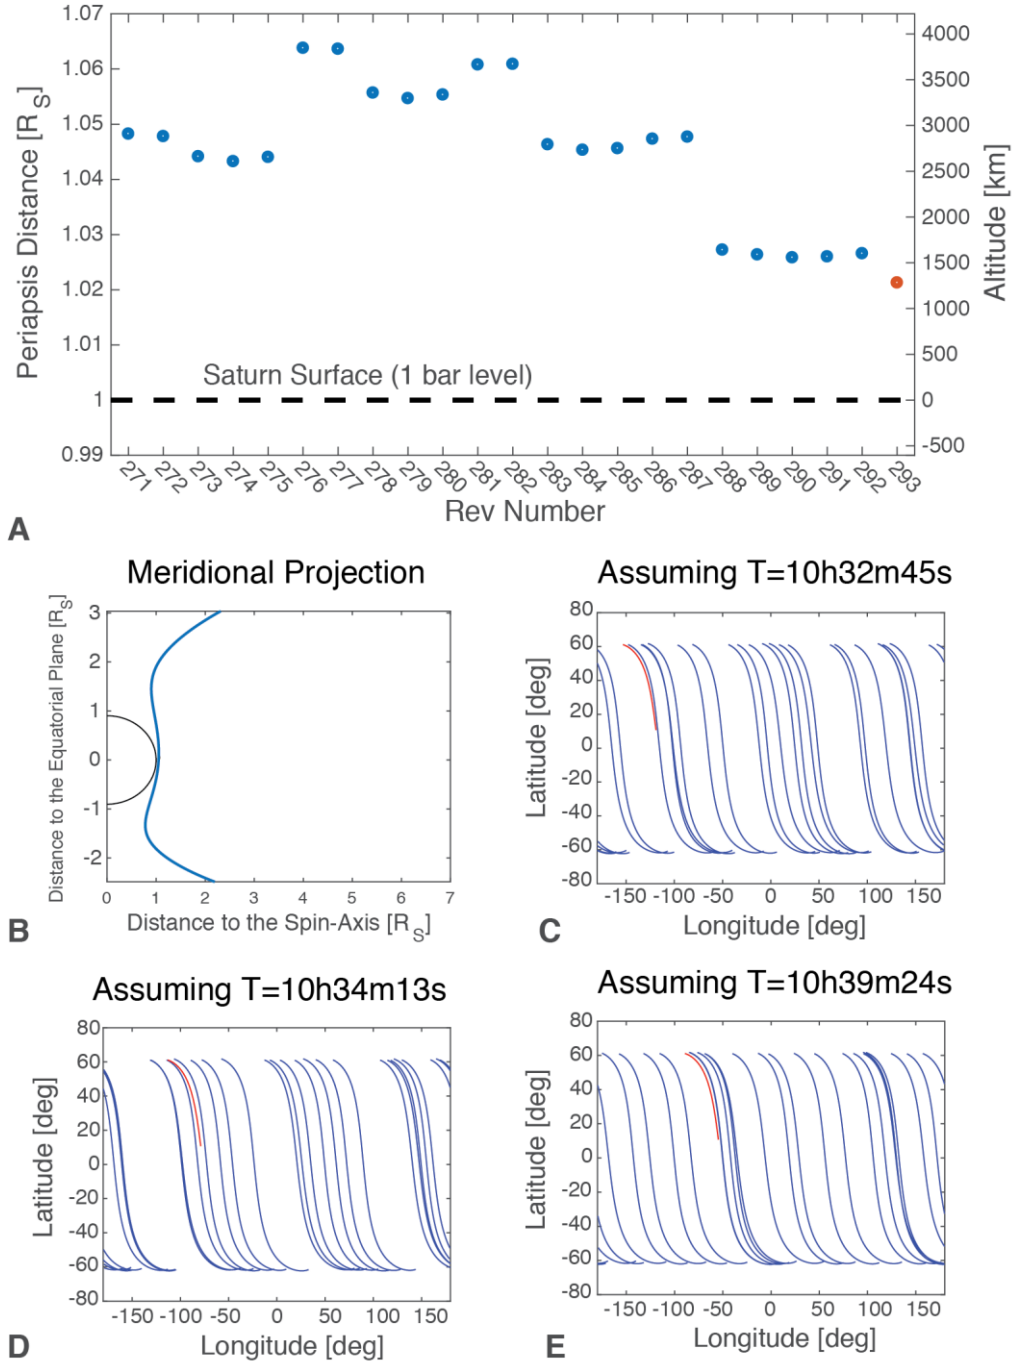 1.07
1.06
1.05
1.04
1.03
1.02
1.01
1
0.99
Periapsis Distance [R_S]
4000
3500
3000
2500
2000
1500
1000
500
0
-500
Altitude [km]
Saturn Surface (1 bar level)
271 272 273 274 275 276 277 278 279 280 281 282 283 284 285 286 287 288 289 290 291 292 293
Rev Number
A
Meridional Projection
3
2
1
0
-1
-2
Distance to the Equatorial Plane [R_S]
0 1 2 3 4 5 6 7
Distance to the Spin-Axis [R_S]
B
Assuming T=10h32m45s
80
60
40
20
0
-20
-40
-60
-80
Latitude [deg]
-150 -100 -50 0 50 100 150
Longitude [deg]
C
Assuming T=10h34m13s
80
60
40
20
0
-20
-40
-60
-80
Latitude [deg]
-150 -100 -50 0 50 100 150
Longitude [deg]
D
Assuming T=10h39m24s
80
60
40
20
0
-20
-40
-60
-80
Latitude [deg]
-150 -100 -50 0 50 100 150
Longitude [deg]
E